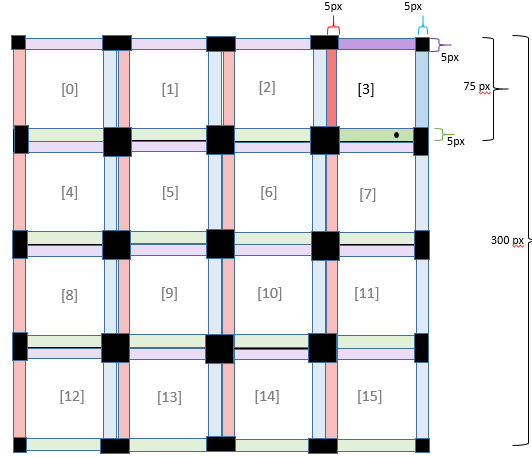 5px 5px
5px
75 px
[0] [1] [2] [3]
5px
[4] [5] [6] [7]
300 px
[8] [9] [10] [11]
[12] [13] [14] [15]